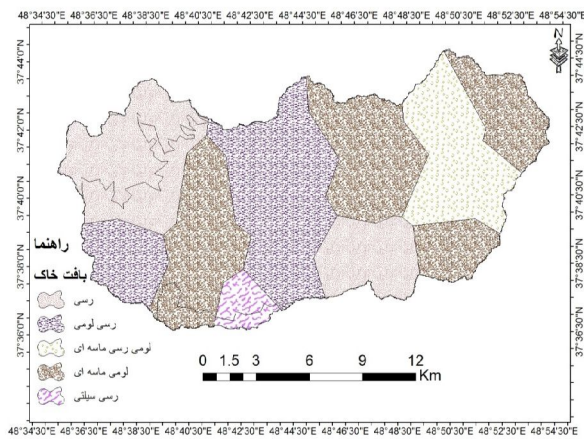 48°34'30"E 48°36'30"E 48°38'30"E 48°40'30"E 48°42'30"E 48°44'30"E 48°46'30"E 48°48'30"E 48°50'30"E 48°52'30"E 48°54'30"E
N
37°44'0"N
37°42'0"N
37°40'0"N
37°38'0"N
37°36'0"N
37°44'30"N
37°42'30"N
37°40'30"N
37°38'30"N
37°36'30"N
راهنما
بافت خاک
رسی
رسی لومی
لومی رسی ماسه ای
لومی ماسه ای
رسی سیلتی
0 1.5 3 6 9 12
Km
48°34'30"E 48°36'30"E 48°38'30"E 48°40'30"E 48°42'30"E 48°44'30"E 48°46'30"E 48°48'30"E 48°50'30"E 48°52'30"E 48°54'30"E